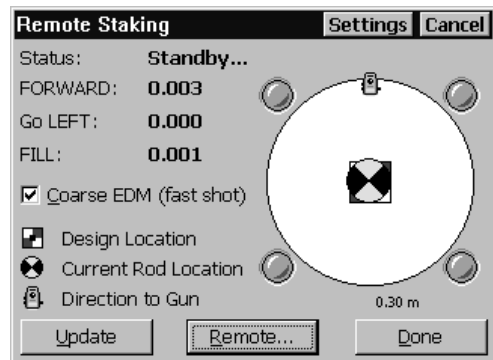 Remote Staking Settings Cancel
Status: Standby...
FORWARD: 0.003
Go LEFT: 0.000
FILL: 0.001
Coarse EDM (fast shot)
Design Location
Current Rod Location
Direction to Gun
0.30 m
Update Remote... Done